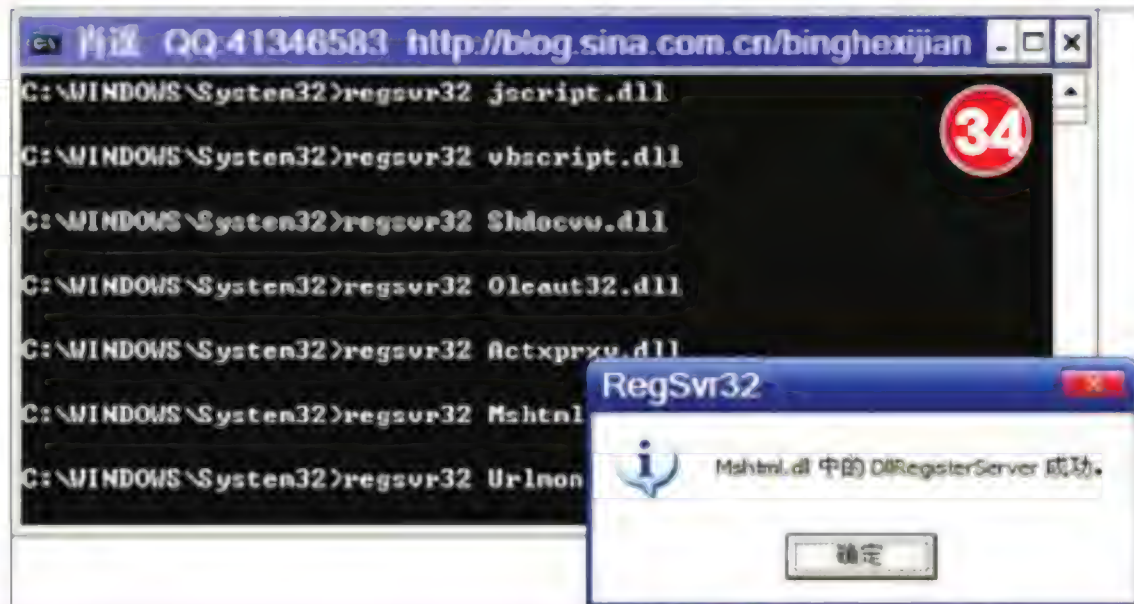 QQ:41346583 http://blog.sina.com.cn/binghexijian
C:\WINDOWS\System32>regsvr32 jscript.dll
34
C:\WINDOWS\System32>regsvr32 vbscript.dll
C:\WINDOWS\System32>regsvr32 Shdocvw.dll
C:\WINDOWS\System32>regsvr32 Oleaut32.dll
C:\WINDOWS\System32>regsvr32 Actxprxy.dll
C:\WINDOWS\System32>regsvr32 Mshtml
C:\WINDOWS\System32>regsvr32 Urlmon
RegSvr32
Mshtml.dll 中的 DllRegisterServer 成功。
确定